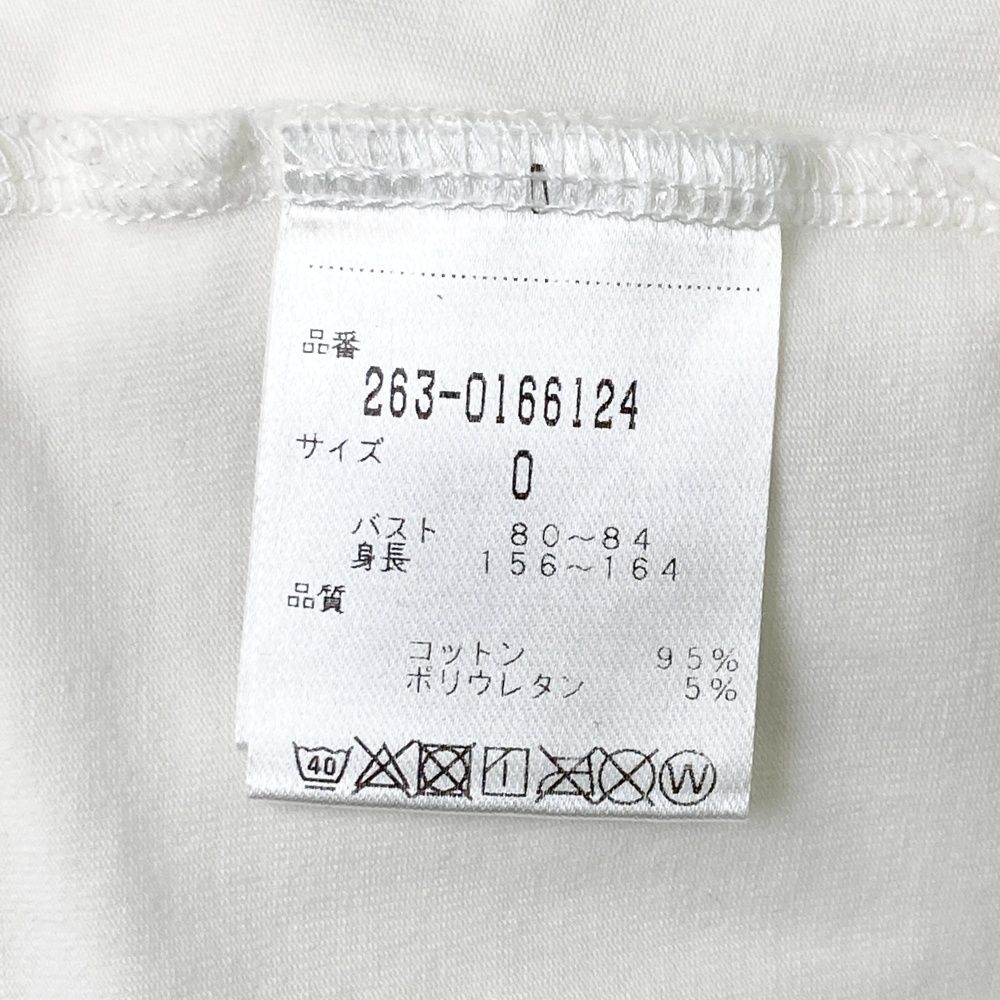 品番
263-0166124
サイズ
0
バスト 80~84
身長 156~164
品質
コットン 95%
ポリウレタン 5%
40 W